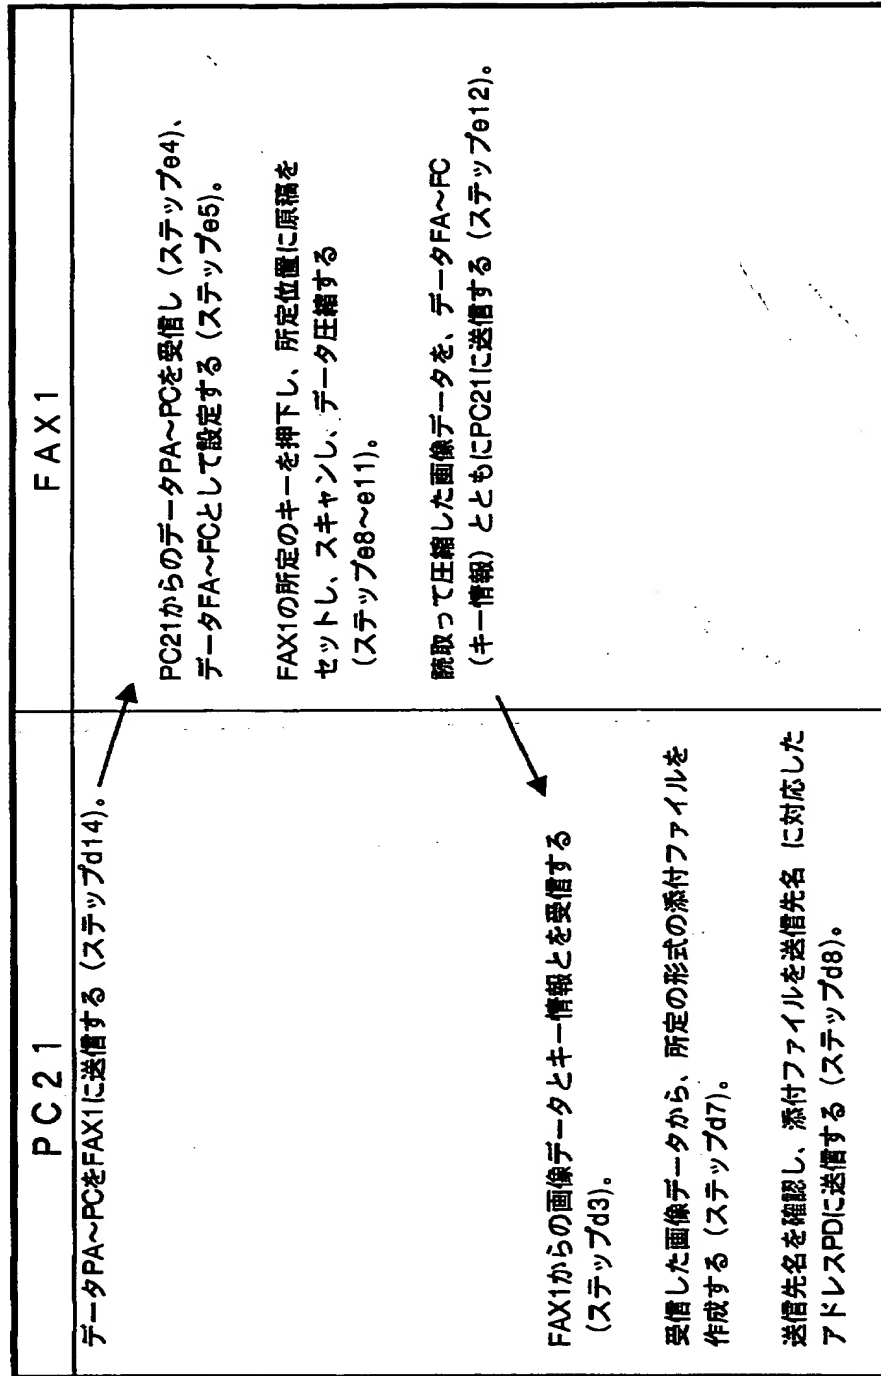 PC21
FAX1
データPA～PCをFAX1に送信する（ステップd14）。
PC21からのデータPA～PCを受信し（ステップe4）、
データFA～FCとして設定する（ステップe5）。
FAX1の所定のキーを押下し、所定位置に原稿を
セットし、スキャンし、データ圧縮する
（ステップe8～e11）。
読取って圧縮した画像データを、データFA～FC
（キー情報）とともにPC21に送信する（ステップe12）。
FAX1からの画像データとキー情報とを受信する
（ステップd3）。
受信した画像データから、所定の形式の添付ファイルを
作成する（ステップd7）。
送信先名を確認し、添付ファイルを送信先名 に対応した
アドレスPDに送信する（ステップd8）。